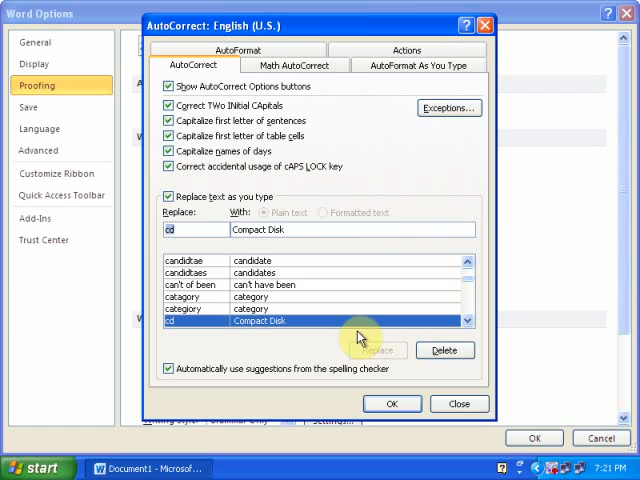 Word Options
AutoCorrect: English (U.S.)
General
Display
Proofing
Save
Language
Advanced
Customize Ribbon
Quick Access Toolbar
Add-Ins
Trust Center
AutoFormat
Actions
AutoCorrect
Math AutoCorrect
AutoFormat As You Type
Show AutoCorrect Options buttons
Correct TWo INitial CApitals
Exceptions...
Capitalize first letter of sentences
Capitalize first letter of table cells
Capitalize names of days
Correct accidental usage of cAPS LOCK key
Replace text as you type
Replace: With: Plain text Formatted text
cd Compact Disk
candidtae candidate
candidtaes candidates
can't of been can't have been
catagory category
categiory category
cd Compact Disk
Replace Delete
Automatically use suggestions from the spelling checker
OK Close
Settings...
OK Cancel
start
Document1 - Microsof...
7:21 PM